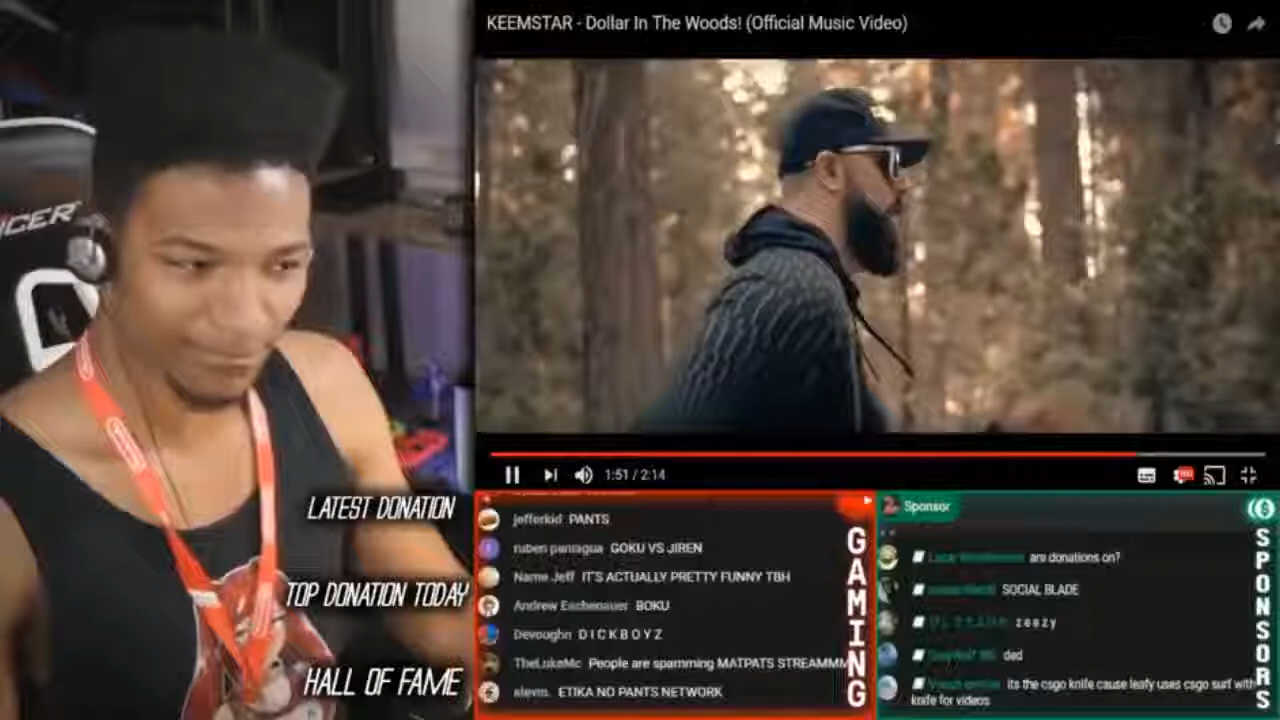 KEEMSTAR - Dollar In The Woods! (Official Music Video)
1:51 / 2:14
LATEST DONATION
TOP DONATION TODAY
HALL OF FAME
jefferkid PANTS
ruben paniagua GOKU VS JIREN
Name Jeff IT'S ACTUALLY PRETTY FUNNY TBH
Andrew Eschenauer BOKU
Devoughn D I C K B O Y Z
TheLukeMc People are spamming MATPATS STREAMMM
alevm. ETIKA NO PANTS NETWORK
GAMING
Sponsor
are donations on?
SOCIAL BLADE
z e e z y
ded
its the csgo knife cause leafy uses csgo surf with
knife for videos
SPONSORS